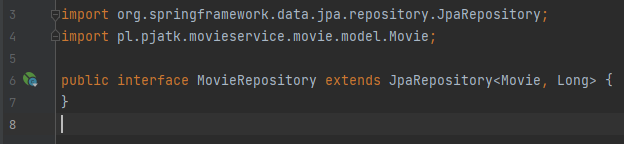 3 import org.springframework.data.jpa.repository.JpaRepository;
4 import pl.pjatk.movieservice.movie.model.Movie;
5
6 public interface MovieRepository extends JpaRepository<Movie, Long> {
7 }
8